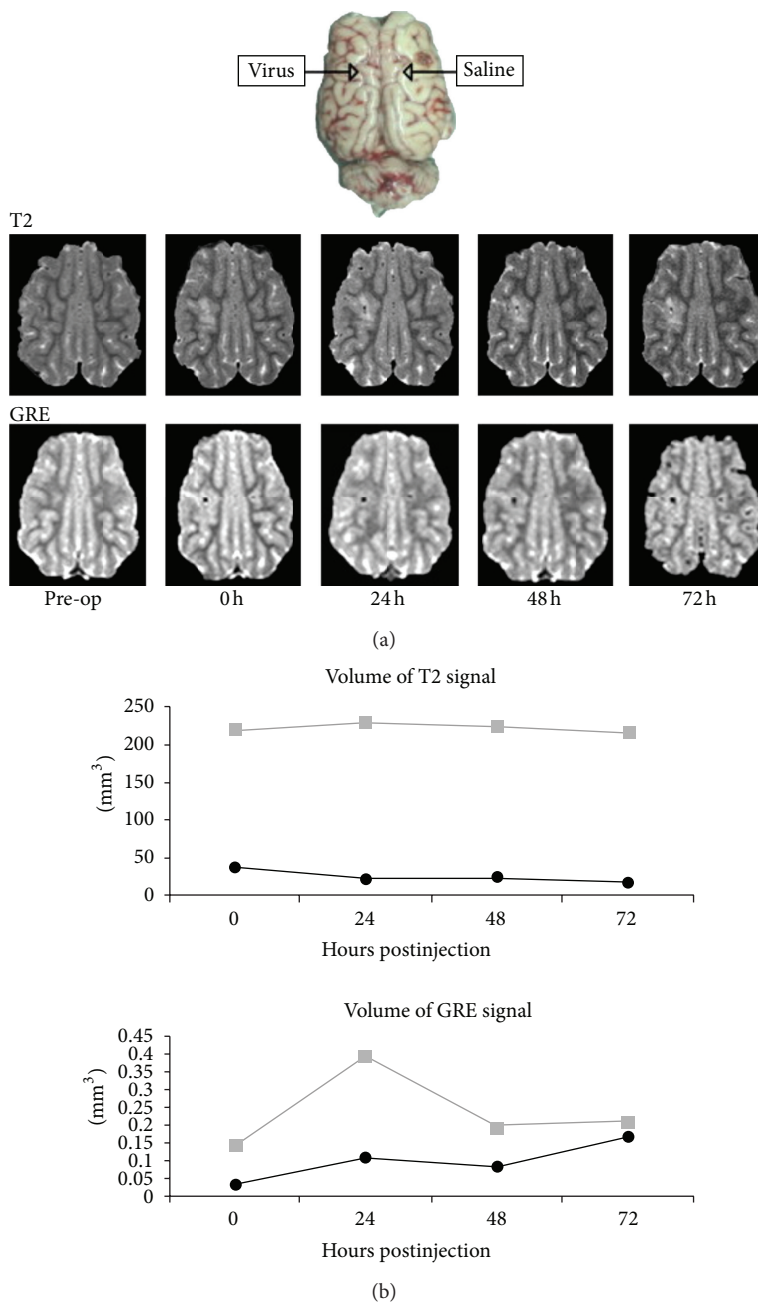 Virus
Saline
T2
GRE
Pre-op 0 h 24 h 48 h 72 h
(a)
Volume of T2 signal
250
200
150
100
50
0
(mm³)
0 24 48 72
Hours postinjection
Volume of GRE signal
0.45
0.4
0.35
0.3
0.25
0.2
0.15
0.1
0.05
0
(mm³)
0 24 48 72
Hours postinjection
(b)